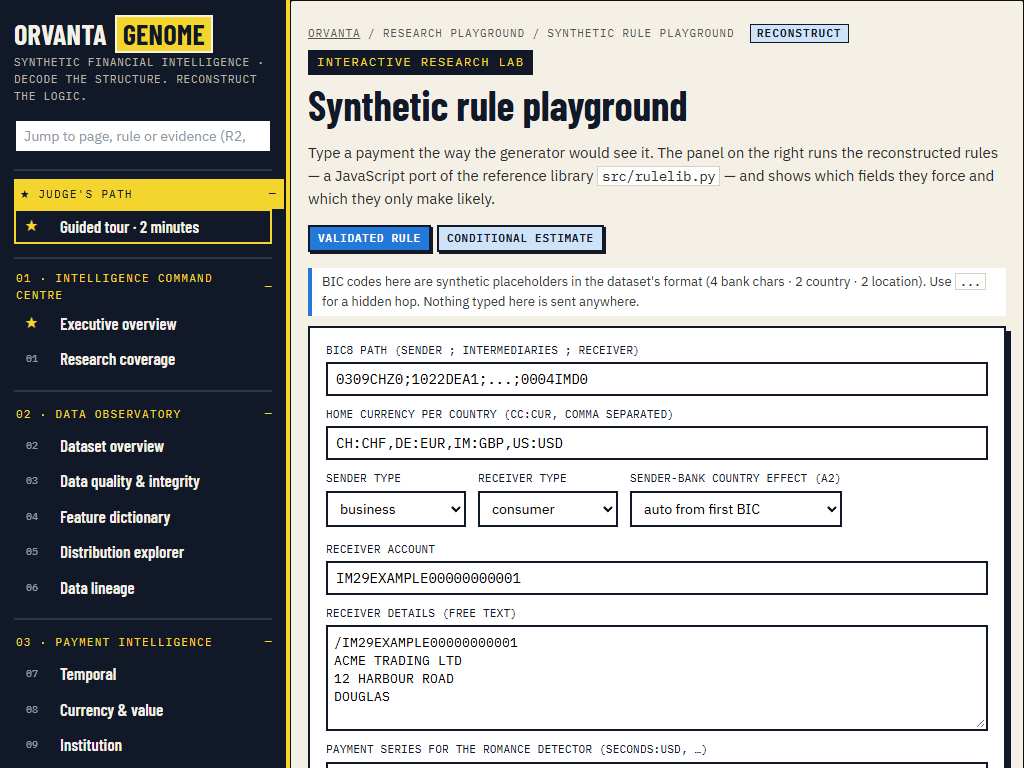 ORVANTA GENOME
SYNTHETIC FINANCIAL INTELLIGENCE ·
DECODE THE STRUCTURE. RECONSTRUCT
THE LOGIC.
Jump to page, rule or evidence (R2,
★ JUDGE'S PATH −
★ Guided tour · 2 minutes
01 · INTELLIGENCE COMMAND
CENTRE −
★ Executive overview
01 Research coverage
02 · DATA OBSERVATORY −
02 Dataset overview
03 Data quality & integrity
04 Feature dictionary
05 Distribution explorer
06 Data lineage
03 · PAYMENT INTELLIGENCE −
07 Temporal
08 Currency & value
09 Institution
ORVANTA / RESEARCH PLAYGROUND / SYNTHETIC RULE PLAYGROUND RECONSTRUCT
INTERACTIVE RESEARCH LAB
Synthetic rule playground
Type a payment the way the generator would see it. The panel on the right runs the reconstructed rules
— a JavaScript port of the reference library src/rulelib.py — and shows which fields they force and
which they only make likely.
VALIDATED RULE CONDITIONAL ESTIMATE
BIC codes here are synthetic placeholders in the dataset's format (4 bank chars · 2 country · 2 location). Use ...
for a hidden hop. Nothing typed here is sent anywhere.
BIC8 PATH (SENDER ; INTERMEDIARIES ; RECEIVER)
0309CHZ0;1022DEA1;...;0004IMD0
HOME CURRENCY PER COUNTRY (CC:CUR, COMMA SEPARATED)
CH:CHF,DE:EUR,IM:GBP,US:USD
SENDER TYPE RECEIVER TYPE SENDER-BANK COUNTRY EFFECT (A2)
business consumer auto from first BIC
RECEIVER ACCOUNT
IM29EXAMPLE00000000001
RECEIVER DETAILS (FREE TEXT)
/IM29EXAMPLE00000000001
ACME TRADING LTD
12 HARBOUR ROAD
DOUGLAS
PAYMENT SERIES FOR THE ROMANCE DETECTOR (SECONDS:USD, …)